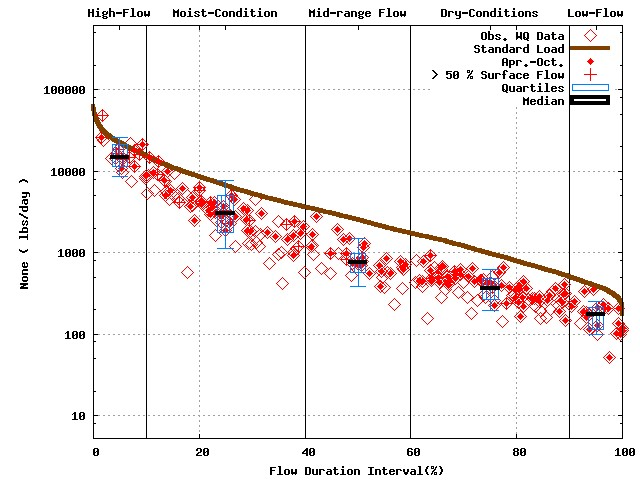 High-Flow Moist-Condition Mid-range Flow Dry-Conditions Low-Flow
Obs. WQ Data
Standard Load
Apr.-Oct.
> 50 % Surface Flow
Quartiles
Median
100000
10000
1000
100
10
None ( lbs/day )
0 20 40 60 80 100
Flow Duration Interval(%)